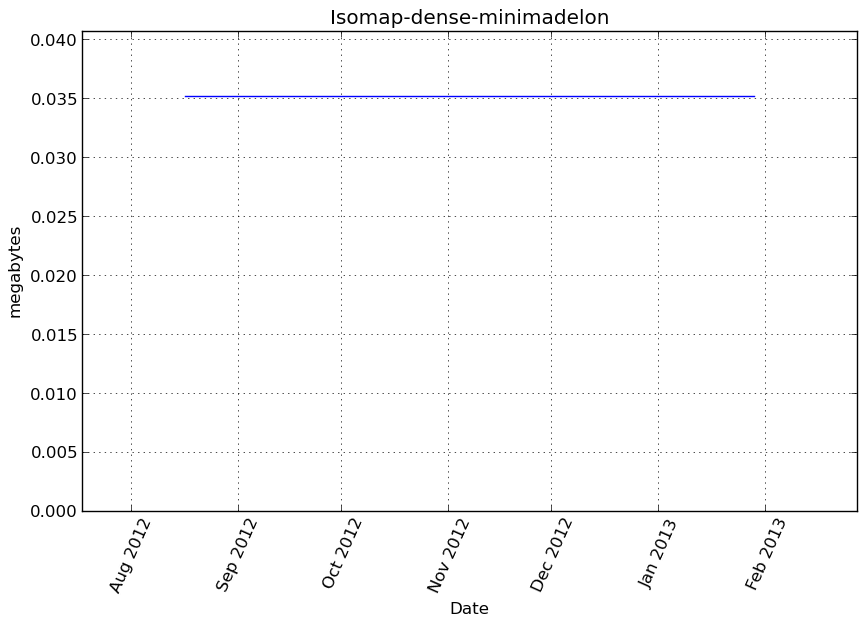 Isomap-dense-minimadelon
0.040
0.035
0.030
0.025
0.020
0.015
0.010
0.005
0.000
megabytes
Aug 2012
Sep 2012
Oct 2012
Nov 2012
Dec 2012
Jan 2013
Feb 2013
Date